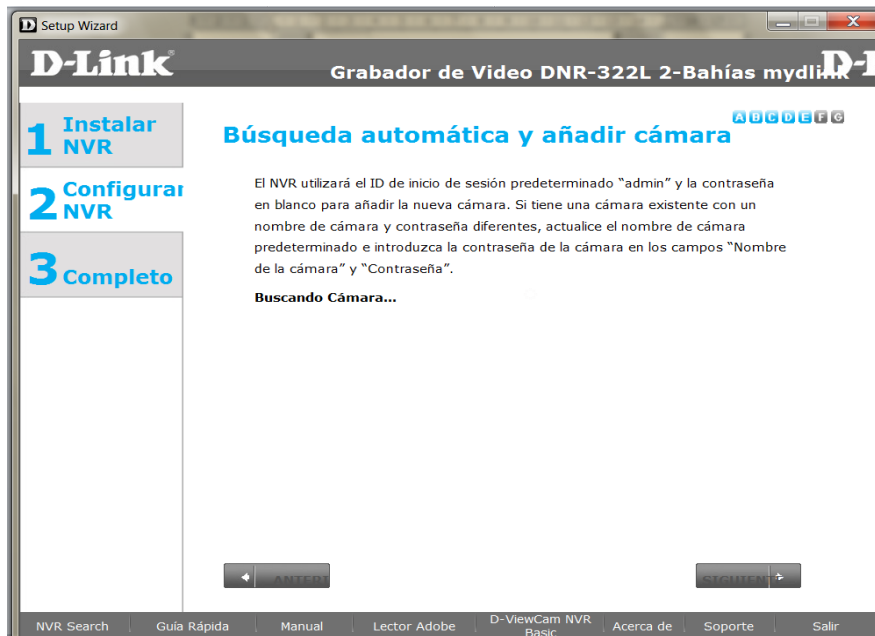 Setup Wizard
D-Link®
Grabador de Video DNR-322L 2-Bahías mydlink
1 Instalar
NVR
2 Configurar
NVR
3 Completo
A B C D E F G
Búsqueda automática y añadir cámara
El NVR utilizará el ID de inicio de sesión predeterminado “admin” y la contraseña
en blanco para añadir la nueva cámara. Si tiene una cámara existente con un
nombre de cámara y contraseña diferentes, actualice el nombre de cámara
predeterminado e introduzca la contraseña de la cámara en los campos “Nombre
de la cámara” y “Contraseña”.
Buscando Cámara...
ANTERI
SIGUIENTE
NVR Search
Guía Rápida
Manual
Lector Adobe
D-ViewCam NVR
Basic
Acerca de
Soporte
Salir